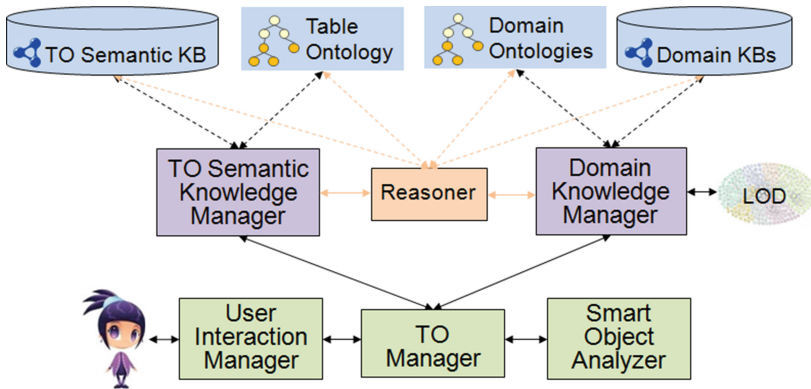 TO Semantic KB
Table
Ontology
Domain
Ontologies
Domain KBs
TO Semantic
Knowledge
Manager
Reasoner
Domain
Knowledge
Manager
LOD
User
Interaction
Manager
TO
Manager
Smart
Object
Analyzer